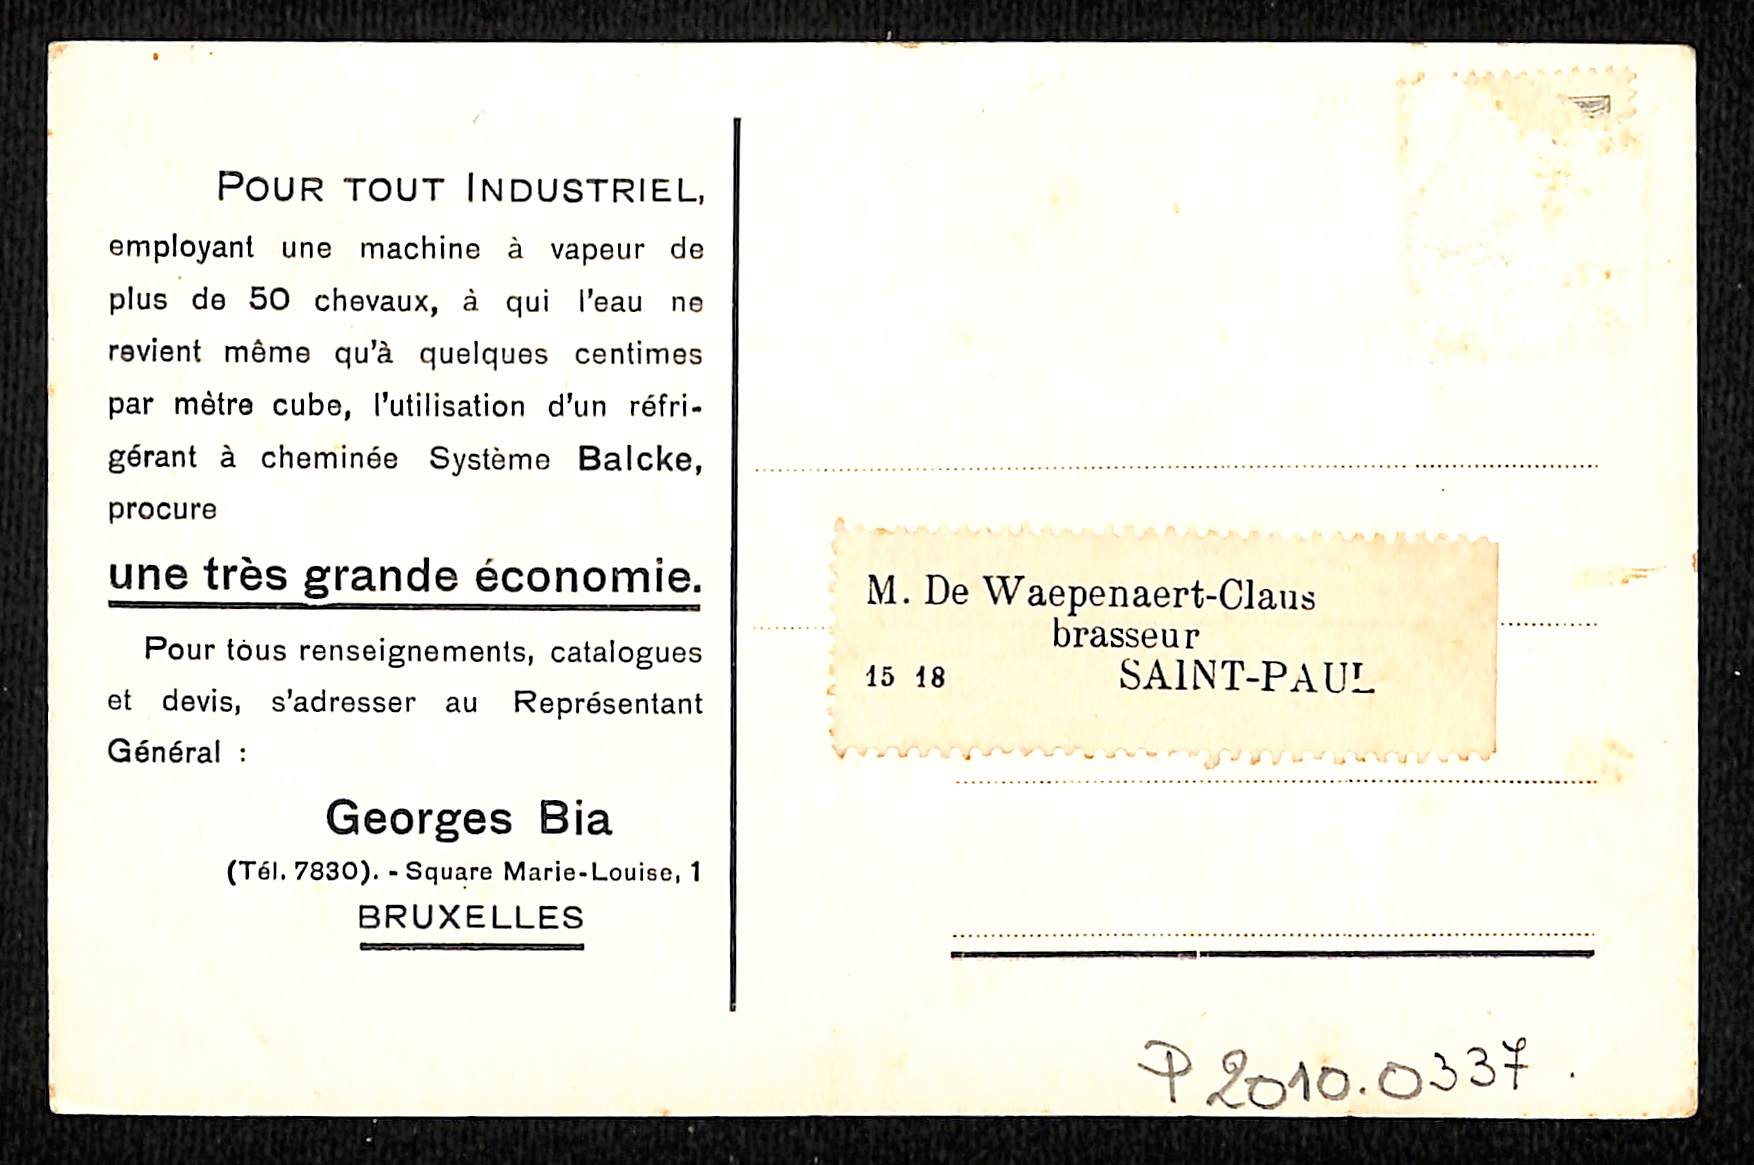 POUR TOUT INDUSTRIEL,
employant une machine à vapeur de
plus de 50 chevaux, à qui l'eau ne
revient même qu'à quelques centimes
par mètre cube, l'utilisation d'un réfri-
gérant à cheminée Système Balcke,
procure
une très grande économie.
Pour tous renseignements, catalogues
et devis, s'adresser au Représentant
Général :
Georges Bia
(Tél. 7830). - Square Marie-Louise, 1
BRUXELLES
M. De Waepenaert-Claus
brasseur
15 18 SAINT-PAUL
P2010.0337.